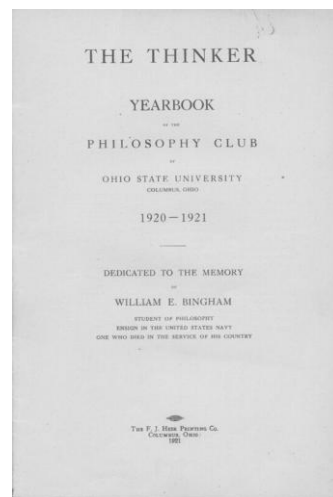 THE THINKER
YEARBOOK
OF THE
PHILOSOPHY CLUB
OF
OHIO STATE UNIVERSITY
COLUMBUS, OHIO
1920—1921
DEDICATED TO THE MEMORY
OF
WILLIAM E. BINGHAM
STUDENT OF PHILOSOPHY
ENSIGN IN THE UNITED STATES NAVY
ONE WHO DIED IN THE SERVICE OF HIS COUNTRY
THE F. J. HEER PRINTING CO.
COLUMBUS, OHIO
1921